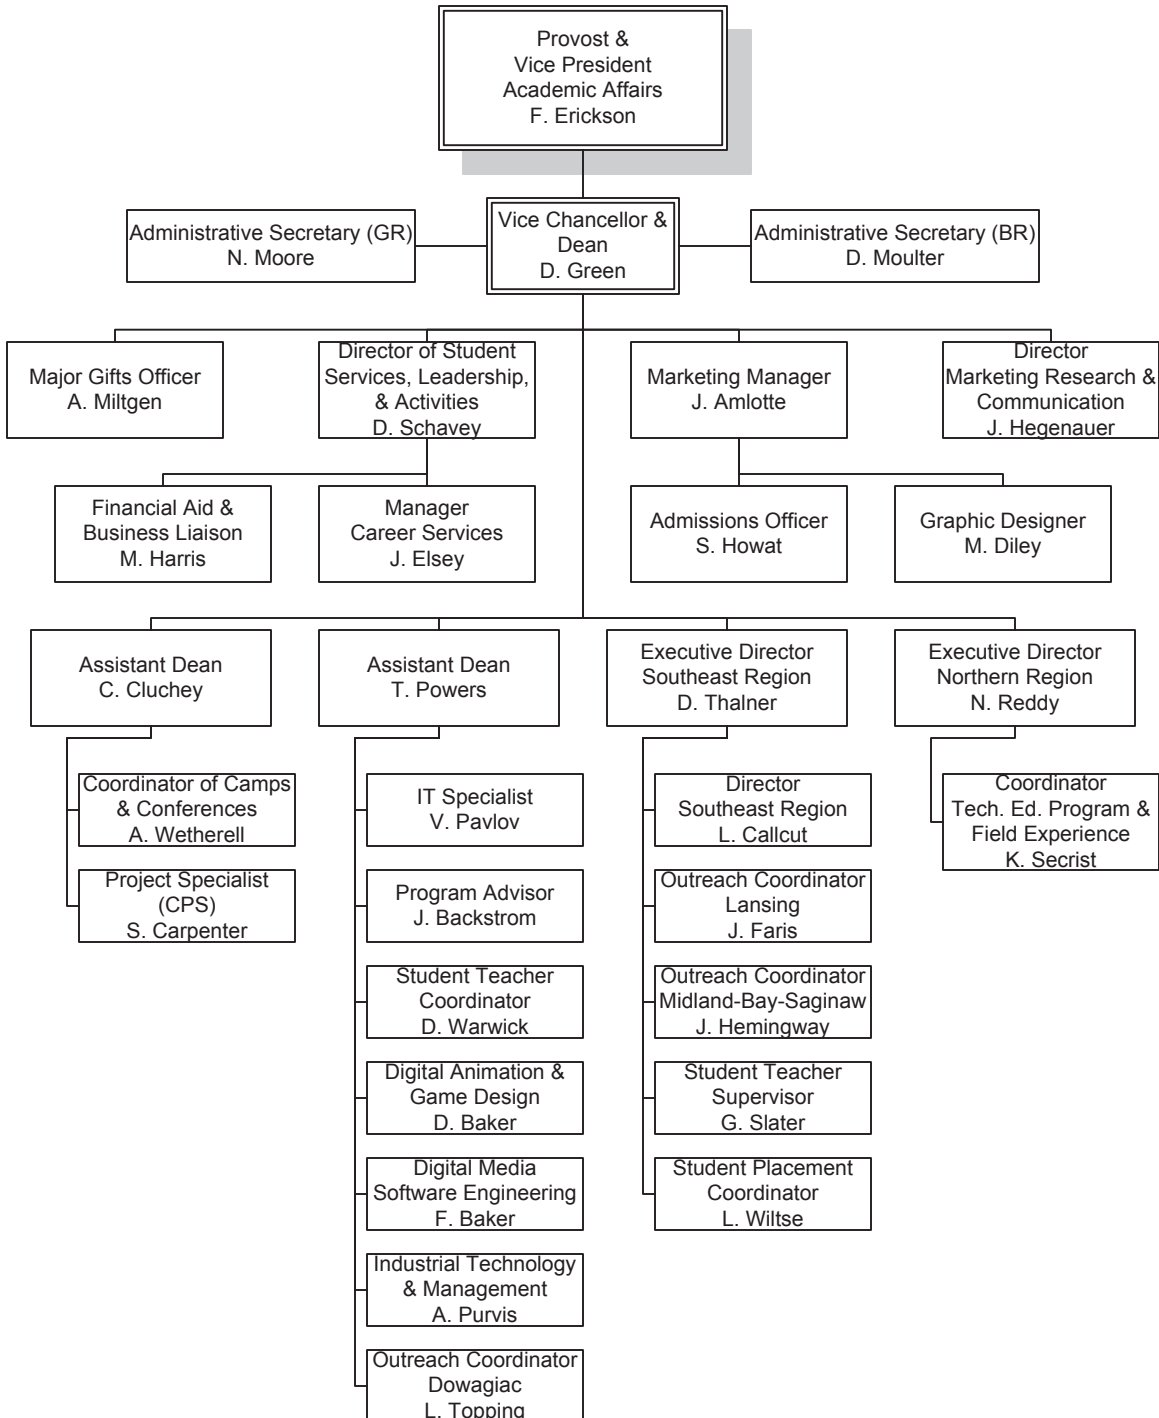 Provost &
Vice President
Academic Affairs
F. Erickson
Administrative Secretary (GR)
N. Moore
Vice Chancellor &
Dean
D. Green
Administrative Secretary (BR)
D. Moulter
Major Gifts Officer
A. Miltgen
Director of Student
Services, Leadership,
& Activities
D. Schavey
Marketing Manager
J. Amlotte
Director
Marketing Research &
Communication
J. Hegenauer
Financial Aid &
Business Liaison
M. Harris
Manager
Career Services
J. Elsey
Admissions Officer
S. Howat
Graphic Designer
M. Diley
Assistant Dean
C. Cluchey
Assistant Dean
T. Powers
Executive Director
Southeast Region
D. Thalner
Executive Director
Northern Region
N. Reddy
Coordinator of Camps
& Conferences
A. Wetherell
Project Specialist
(CPS)
S. Carpenter
IT Specialist
V. Pavlov
Program Advisor
J. Backstrom
Student Teacher
Coordinator
D. Warwick
Digital Animation &
Game Design
D. Baker
Digital Media
Software Engineering
F. Baker
Industrial Technology
& Management
A. Purvis
Outreach Coordinator
Dowagiac
L. Topping
Director
Southeast Region
L. Callcut
Outreach Coordinator
Lansing
J. Faris
Outreach Coordinator
Midland-Bay-Saginaw
J. Hemingway
Student Teacher
Supervisor
G. Slater
Student Placement
Coordinator
L. Wiltse
Coordinator
Tech. Ed. Program &
Field Experience
K. Secrist